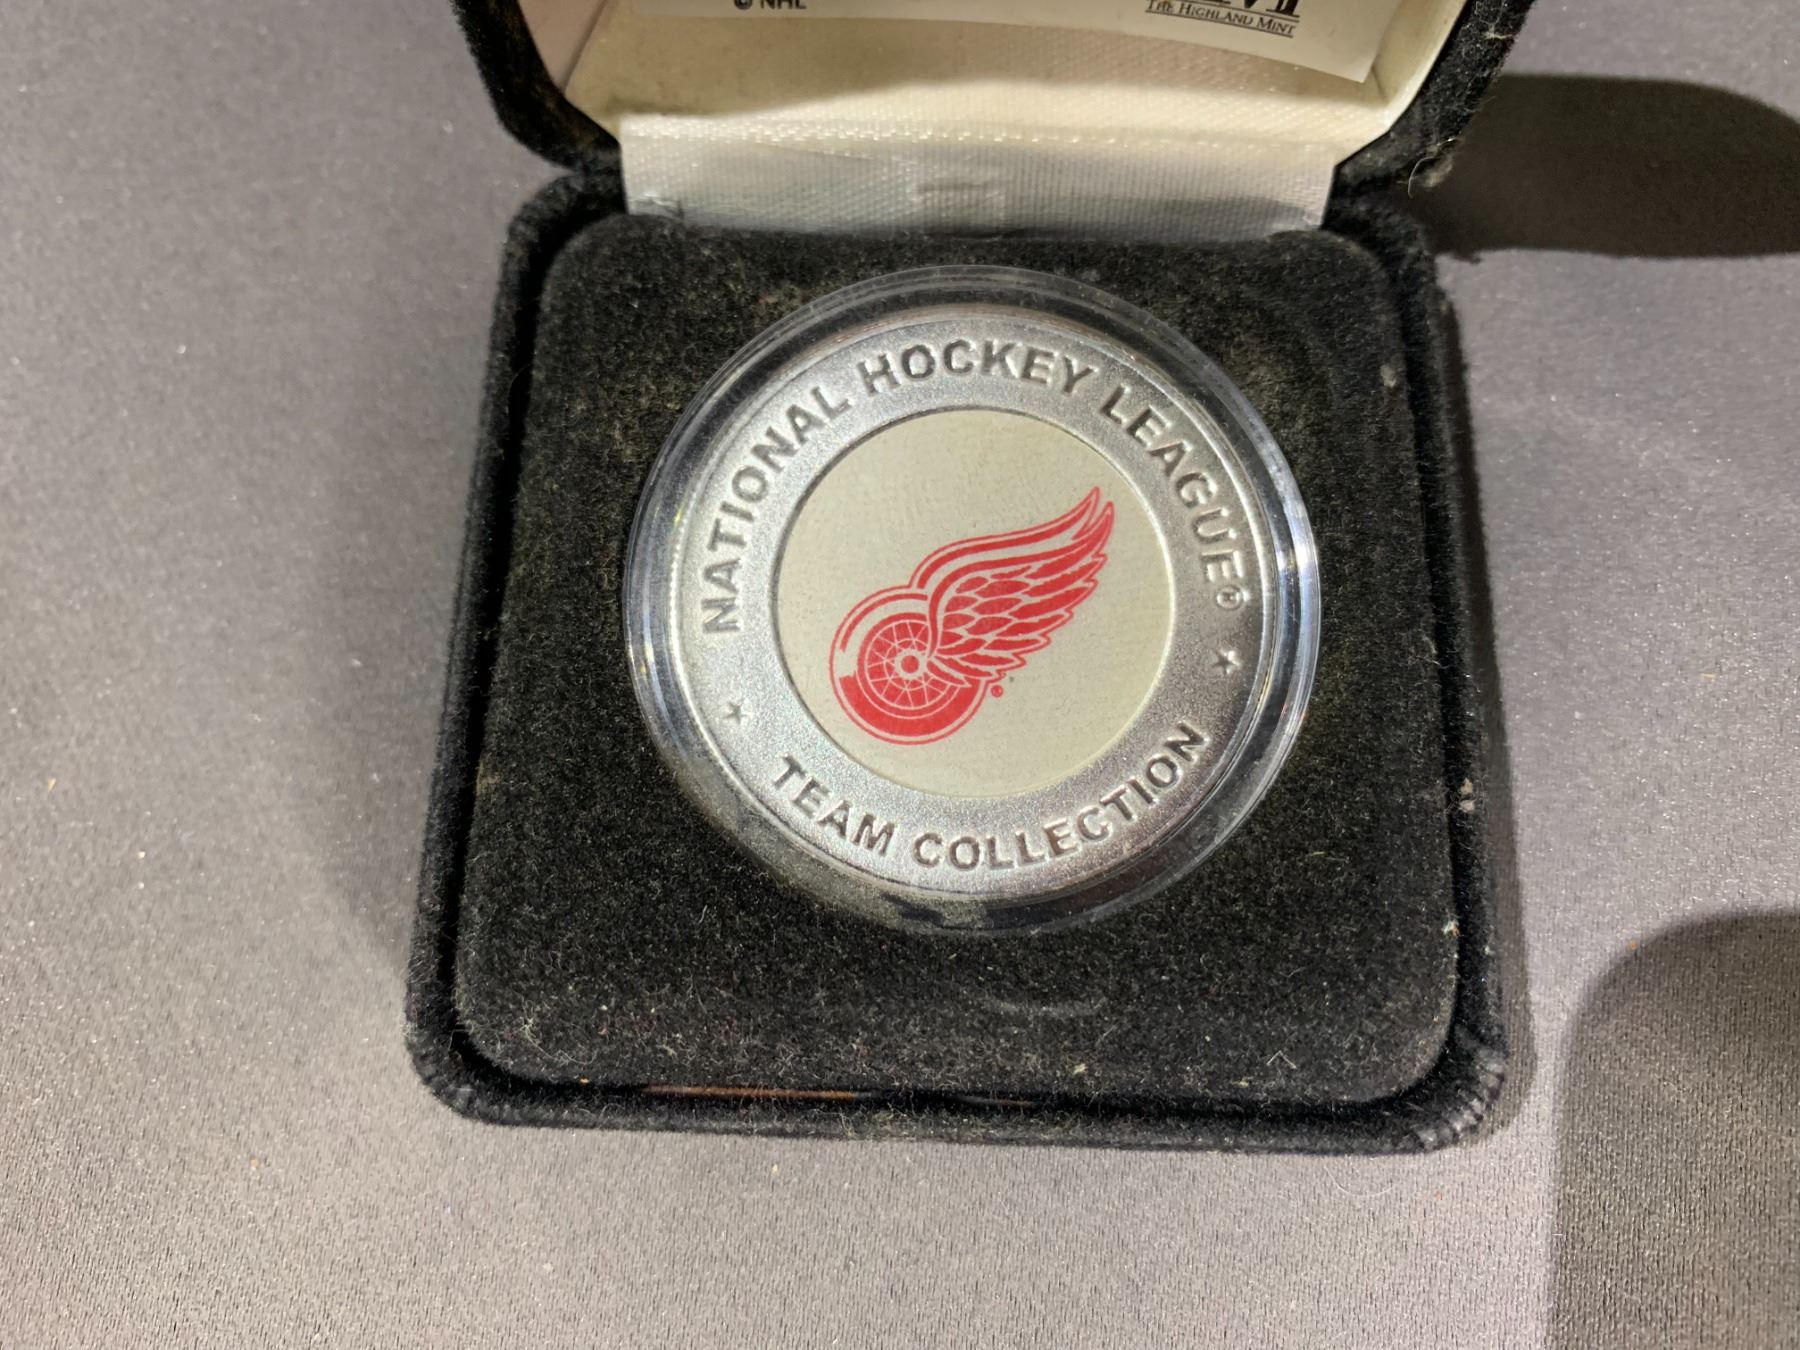 © NHL
THE HIGHLAND MINT
NATIONAL HOCKEY LEAGUE®
TEAM COLLECTION
®